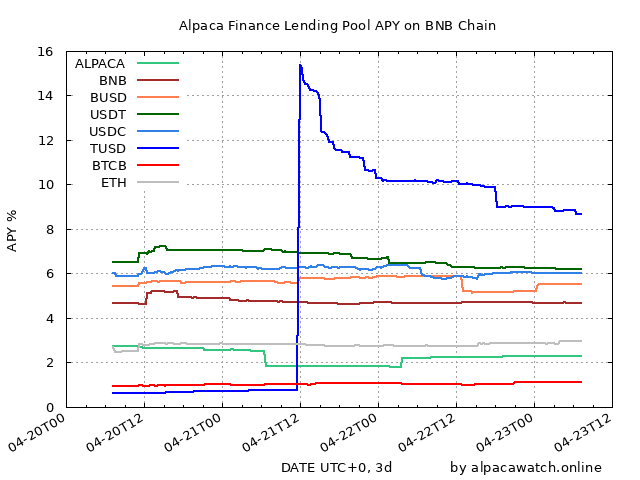 Alpaca Finance Lending Pool APY on BNB Chain
16
14
12
10
8
6
4
2
0
APY %
ALPACA
BNB
BUSD
USDT
USDC
TUSD
BTCB
ETH
04-20T00
04-20T12
04-21T00
04-21T12
04-22T00
04-22T12
04-23T00
04-23T12
DATE UTC+0, 3d
by alpacawatch.online